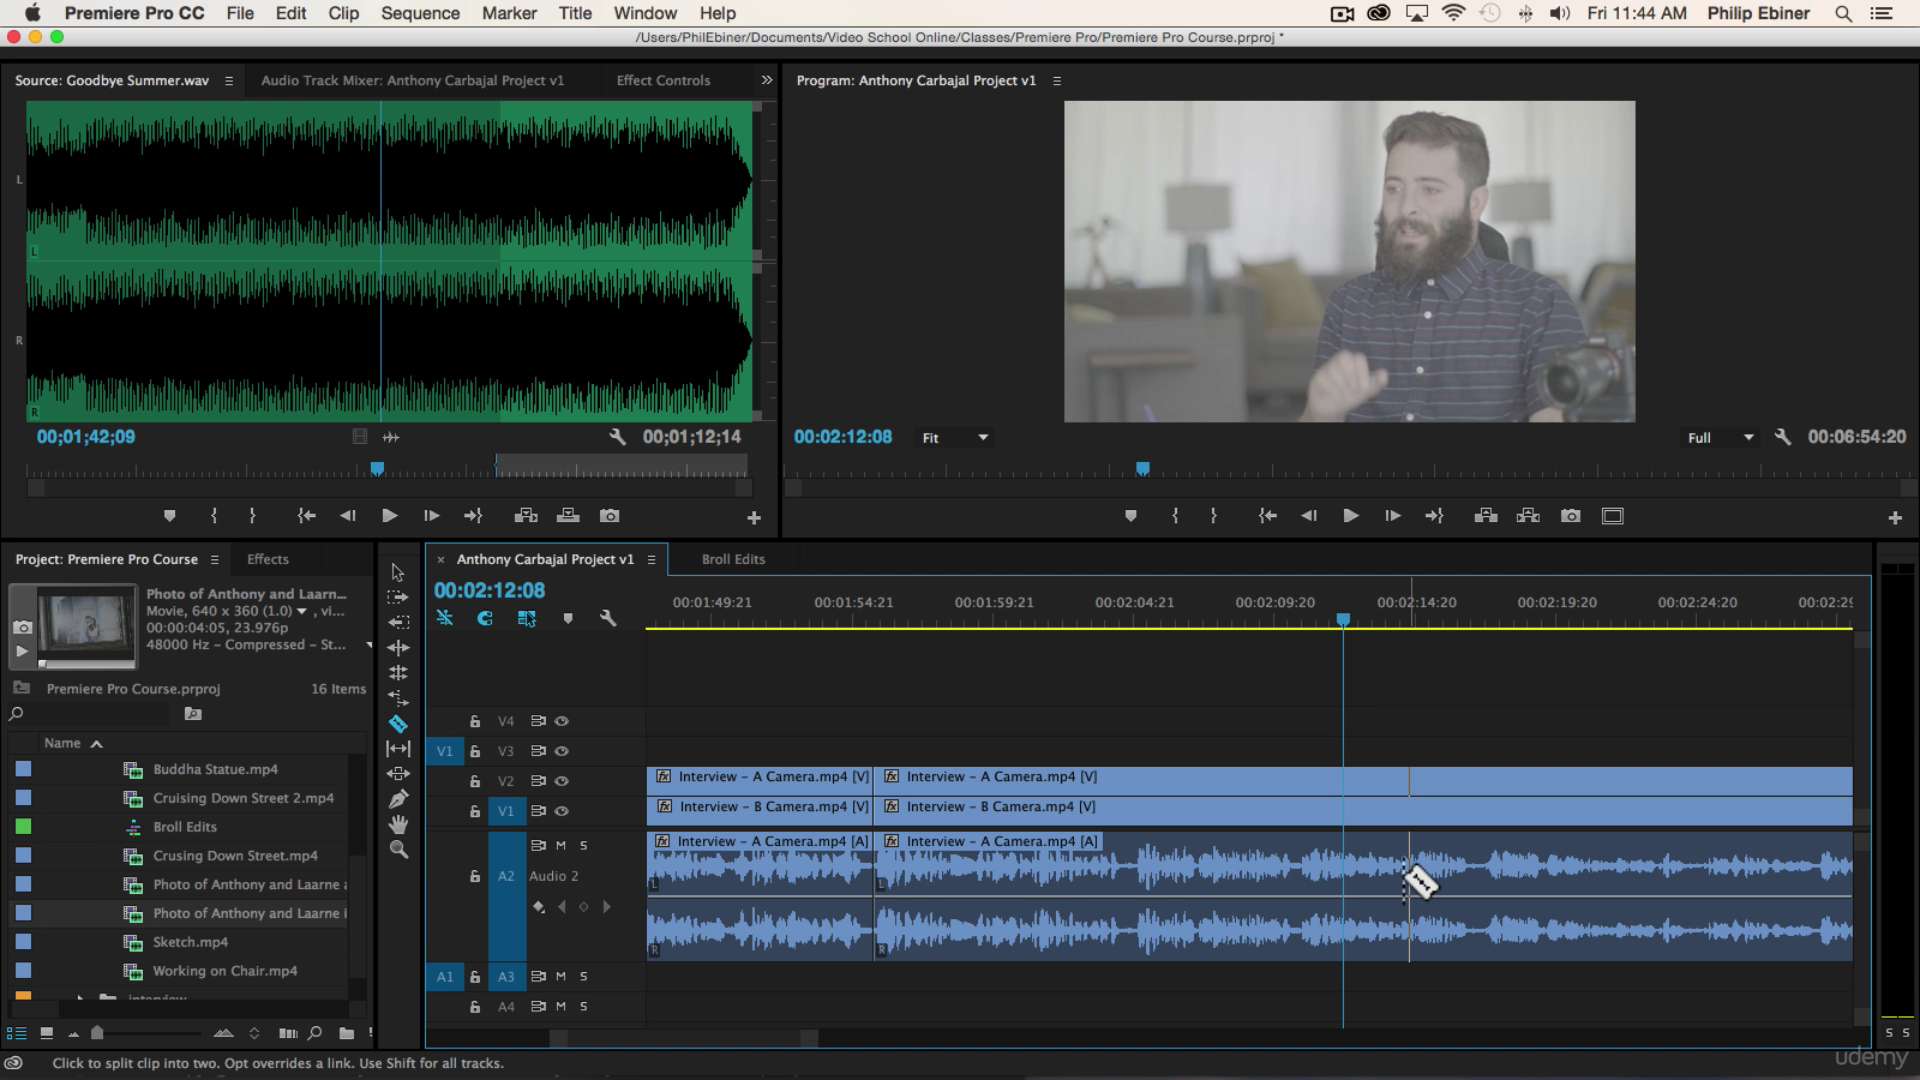 Premiere Pro CC File Edit Clip Sequence Marker Title Window Help Fri 11:44 AM Philip Ebiner
/Users/PhilEbiner/Documents/Video School Online/Classes/Premiere Pro/Premiere Pro Course.prproj *
Source: Goodbye Summer.wav Audio Track Mixer: Anthony Carbajal Project v1 Effect Controls
Program: Anthony Carbajal Project v1
L
L
R
R
00;01;42;09 00;01;12;14
00:02:12:08 Fit Full 00:06:54:20
Project: Premiere Pro Course Effects
Photo of Anthony and Laarn...
Movie, 640 x 360 (1.0) , vi...
00:00:04:05, 23.976p
48000 Hz - Compressed - St...
Premiere Pro Course.prproj 16 Items
Name
Buddha Statue.mp4
Cruising Down Street 2.mp4
Broll Edits
Crusing Down Street.mp4
Photo of Anthony and Laarne a
Photo of Anthony and Laarne i
Sketch.mp4
Working on Chair.mp4
interview
× Anthony Carbajal Project v1 Broll Edits
00:02:12:08
00:01:49:21 00:01:54:21 00:01:59:21 00:02:04:21 00:02:09:20 00:02:14:20 00:02:19:20 00:02:24:20 00:02:29
V4
V1 V3
V2 fx Interview - A Camera.mp4 [V] fx Interview - A Camera.mp4 [V]
V1 fx Interview - B Camera.mp4 [V] fx Interview - B Camera.mp4 [V]
M S fx Interview - A Camera.mp4 [A] fx Interview - A Camera.mp4 [A]
A2 Audio 2 L L
R R
A1 A3 M S
A4 M S
S S
Click to split clip into two. Opt overrides a link. Use Shift for all tracks.
udemy